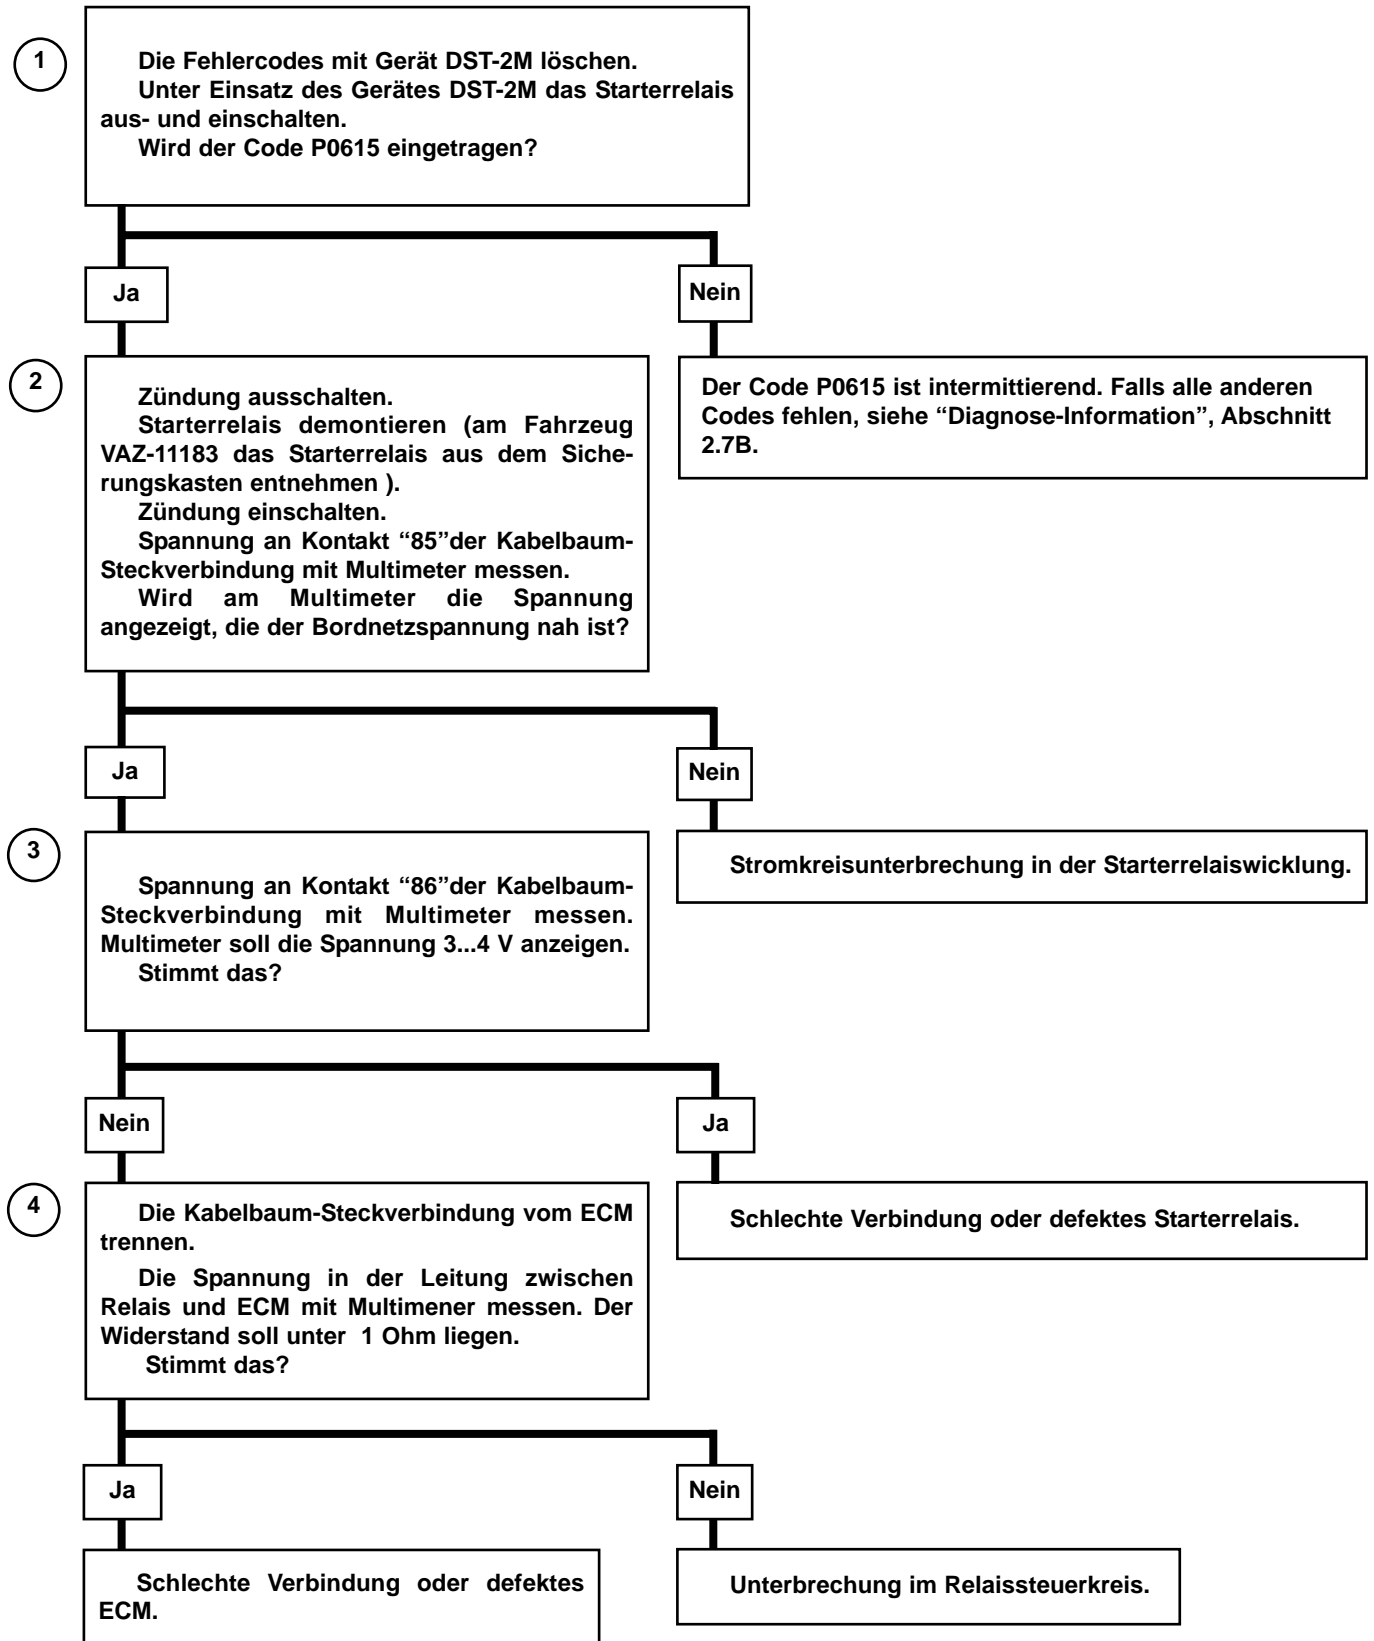 1
Die Fehlercodes mit Gerät DST-2M löschen.
Unter Einsatz des Gerätes DST-2M das Starterrelais
aus- und einschalten.
Wird der Code P0615 eingetragen?
Ja
Nein
2
Zündung ausschalten.
Starterrelais demontieren (am Fahrzeug
VAZ-11183 das Starterrelais aus dem Siche-
rungskasten entnehmen ).
Zündung einschalten.
Spannung an Kontakt “85”der Kabelbaum-
Steckverbindung mit Multimeter messen.
Wird am Multimeter die Spannung
angezeigt, die der Bordnetzspannung nah ist?
Der Code P0615 ist intermittierend. Falls alle anderen
Codes fehlen, siehe “Diagnose-Information”, Abschnitt
2.7B.
Ja
Nein
3
Spannung an Kontakt “86”der Kabelbaum-
Steckverbindung mit Multimeter messen.
Multimeter soll die Spannung 3...4 V anzeigen.
Stimmt das?
Stromkreisunterbrechung in der Starterrelaiswicklung.
Nein
Ja
4
Die Kabelbaum-Steckverbindung vom ECM
trennen.
Die Spannung in der Leitung zwischen
Relais und ECM mit Multimener messen. Der
Widerstand soll unter 1 Ohm liegen.
Stimmt das?
Schlechte Verbindung oder defektes Starterrelais.
Ja
Nein
Schlechte Verbindung oder defektes
ECM.
Unterbrechung im Relaissteuerkreis.